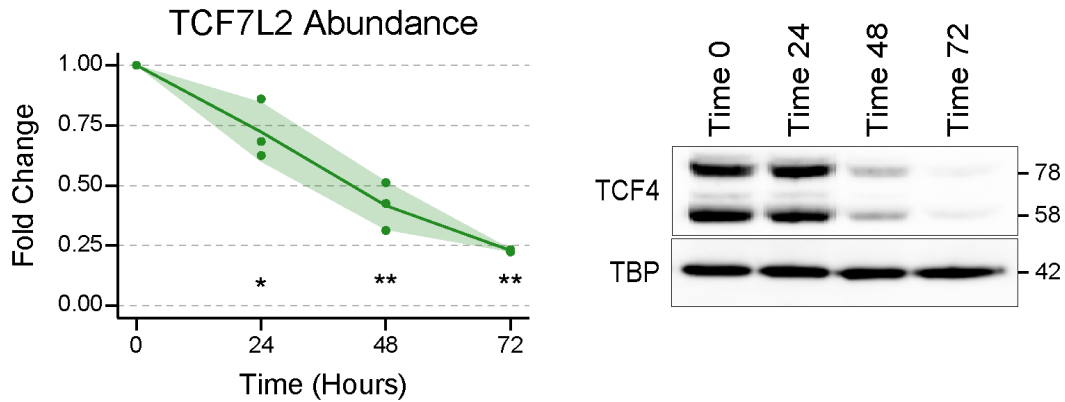 TCF7L2 Abundance
Fold Change
1.00
0.75
0.50
0.25
0.00
* ** **
0 24 48 72
Time (Hours)
Time 0
Time 24
Time 48
Time 72
TCF4
78
58
TBP
42